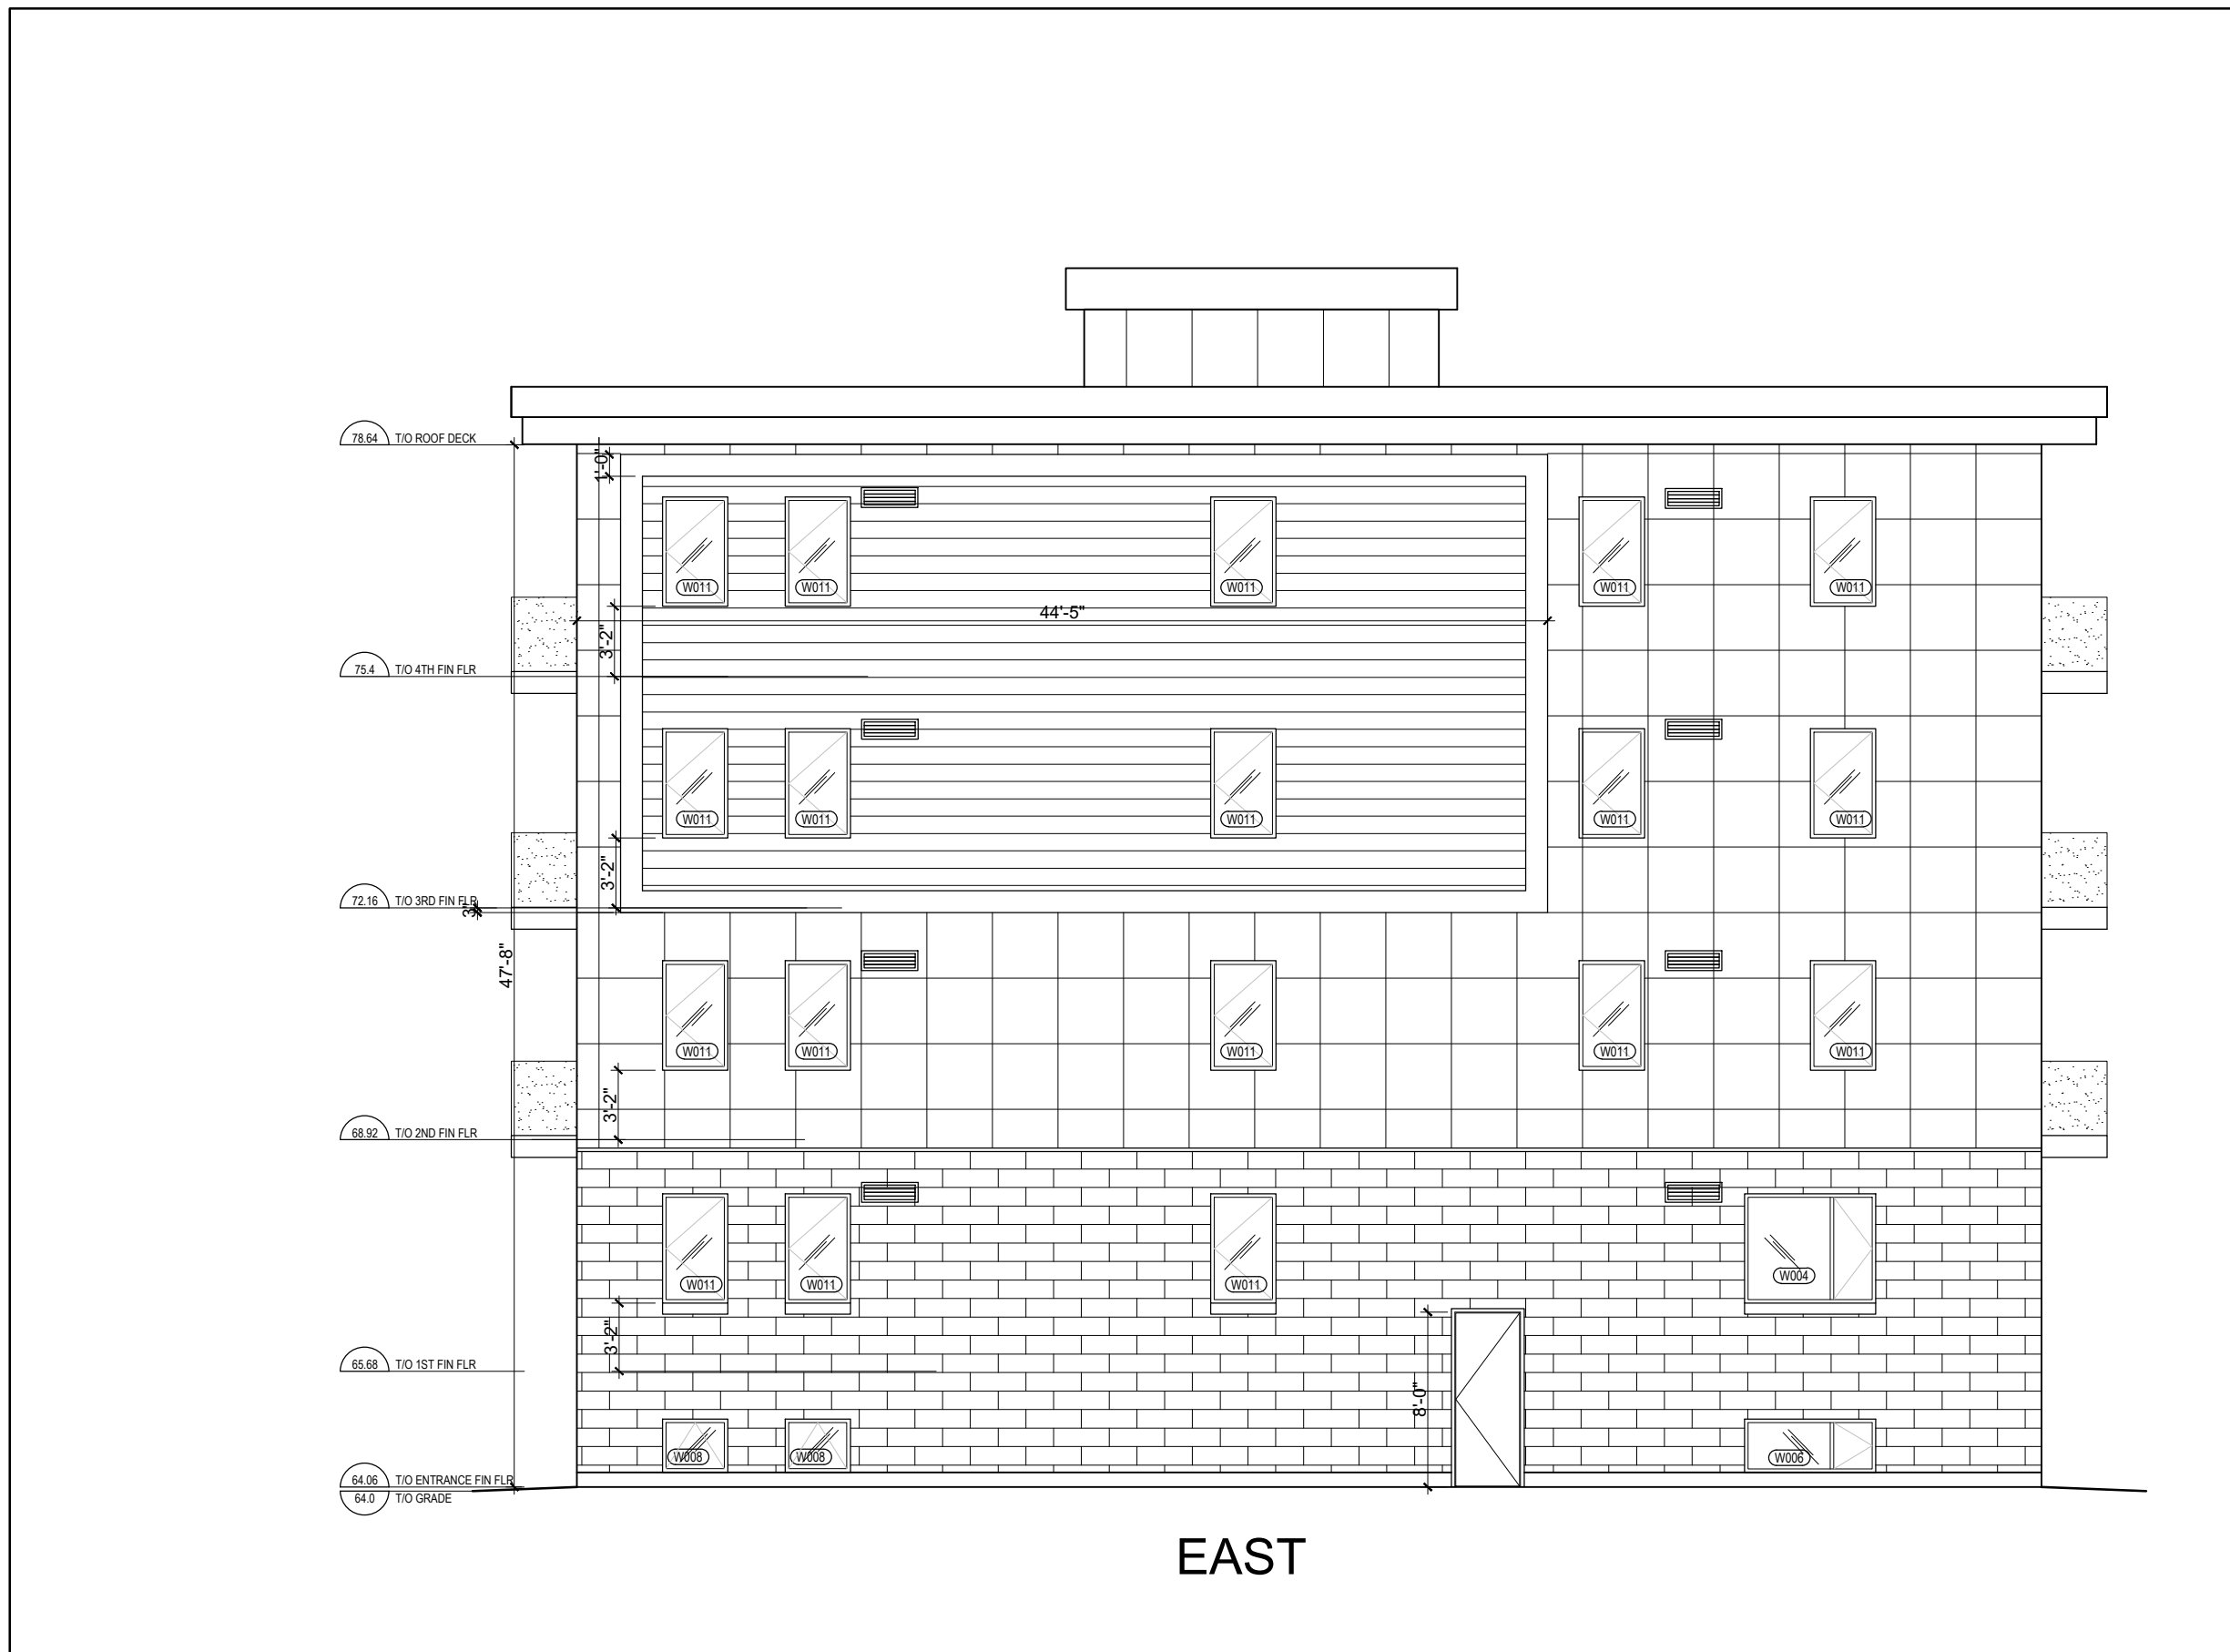 78.64 T/O ROOF DECK
1'-0"
W011 W011 W011 W011 W011
44'-5"
3'-2"
75.4 T/O 4TH FIN FLR
W011 W011 W011 W011 W011
3'-2"
72.16 T/O 3RD FIN FLR
3"
47'-8"
W011 W011 W011 W011 W011
3'-2"
68.92 T/O 2ND FIN FLR
W011 W011 W011 W004
3'-2"
65.68 T/O 1ST FIN FLR
8'-0"
W008 W008 W006
64.06 T/O ENTRANCE FIN FLR
64.0 T/O GRADE
EAST